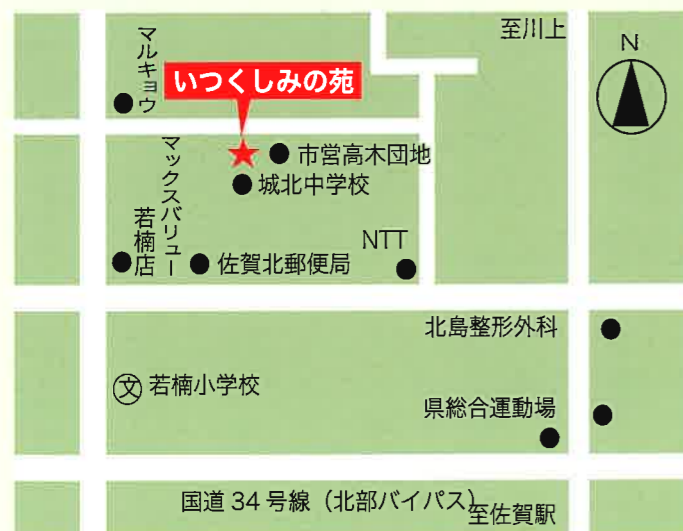 至川上
N
マルキョウ
いつくしみの苑
市営高木団地
城北中学校
マックスバリュー
若楠店
佐賀北郵便局
NTT
北島整形外科
文 若楠小学校
県総合運動場
国道34号線（北部バイパス）
至佐賀駅